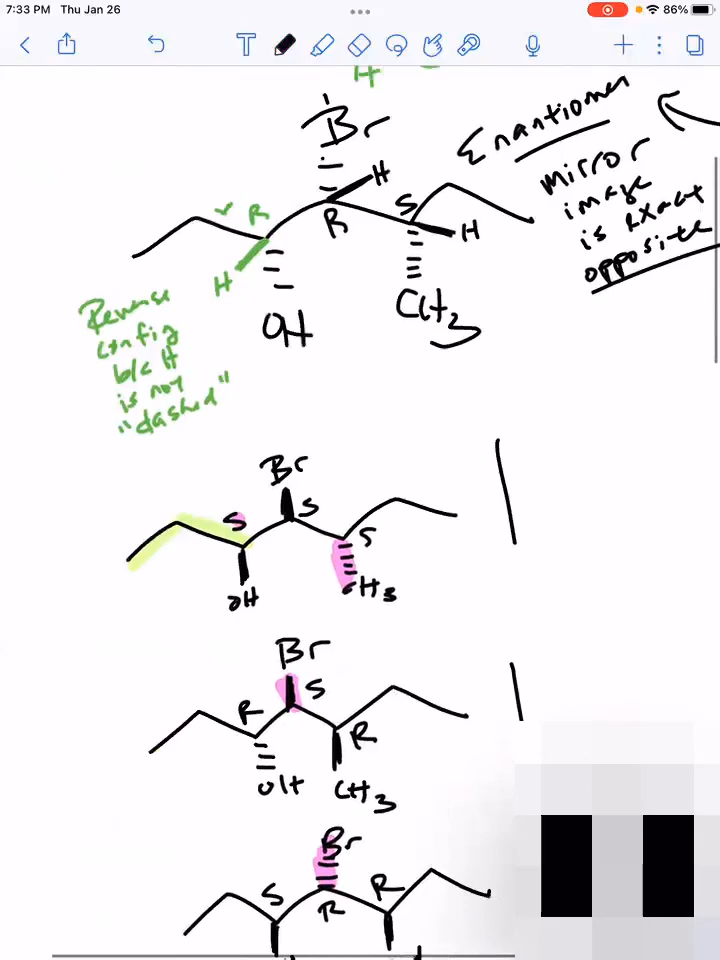 7:33 PM Thu Jan 26
86%
T
H
Br
H
Enantiomer
mirror
image
is exact
opposite
R
R
S
H
H
OH
CH3
Reverse
config
b/c H
is not
"dashed"
Br
S
S
S
OH
CH3
Br
S
R
R
OH
CH3
Br
S
R
R